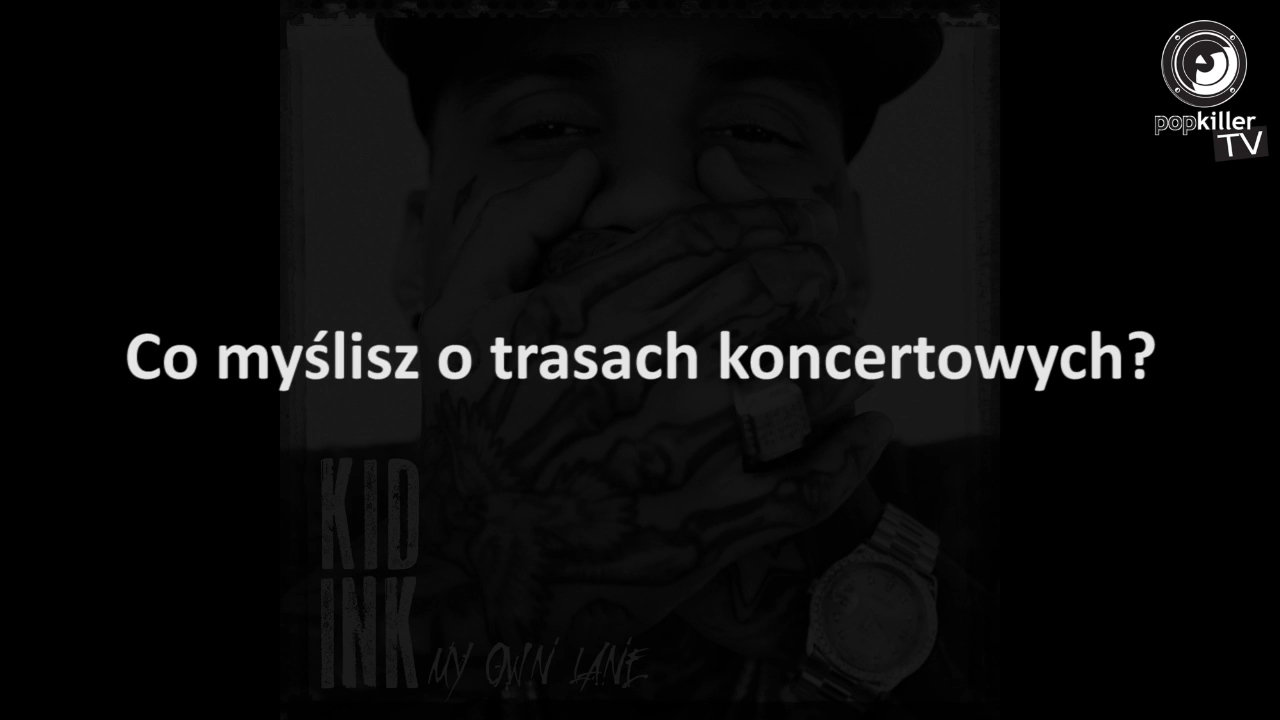 popkiller
TV
Co myślisz o trasach koncertowych?
KID
INK
MY OWN LANE